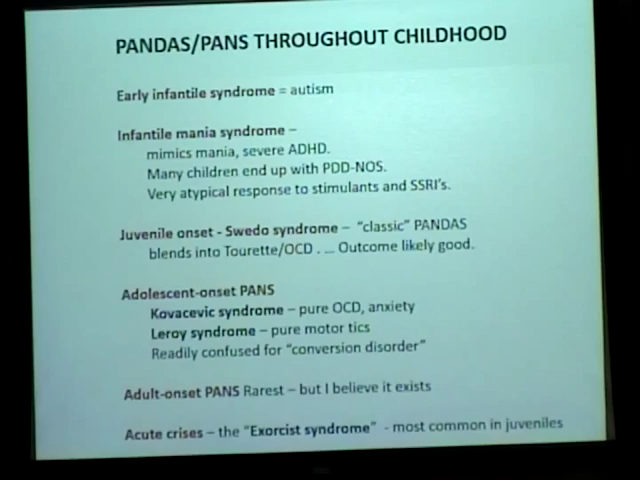 PANDAS/PANS THROUGHOUT CHILDHOOD
Early infantile syndrome = autism
Infantile mania syndrome –
mimics mania, severe ADHD.
Many children end up with PDD-NOS.
Very atypical response to stimulants and SSRI's.
Juvenile onset - Swedo syndrome – "classic" PANDAS
blends into Tourette/OCD . ... Outcome likely good.
Adolescent-onset PANS
Kovacevic syndrome – pure OCD, anxiety
Leroy syndrome – pure motor tics
Readily confused for "conversion disorder"
Adult-onset PANS Rarest – but I believe it exists
Acute crises – the "Exorcist syndrome" - most common in juveniles